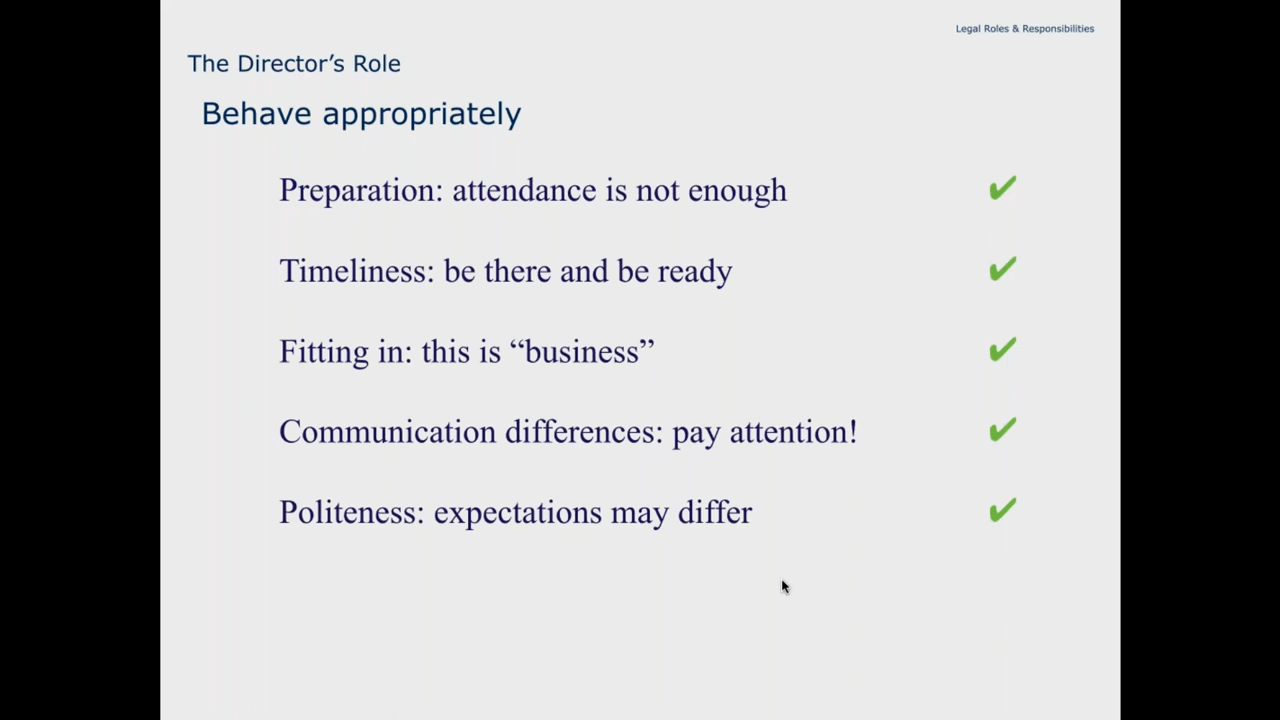 Legal Roles & Responsibilities
The Director’s Role
Behave appropriately
Preparation: attendance is not enough ✔
Timeliness: be there and be ready ✔
Fitting in: this is “business” ✔
Communication differences: pay attention! ✔
Politeness: expectations may differ ✔